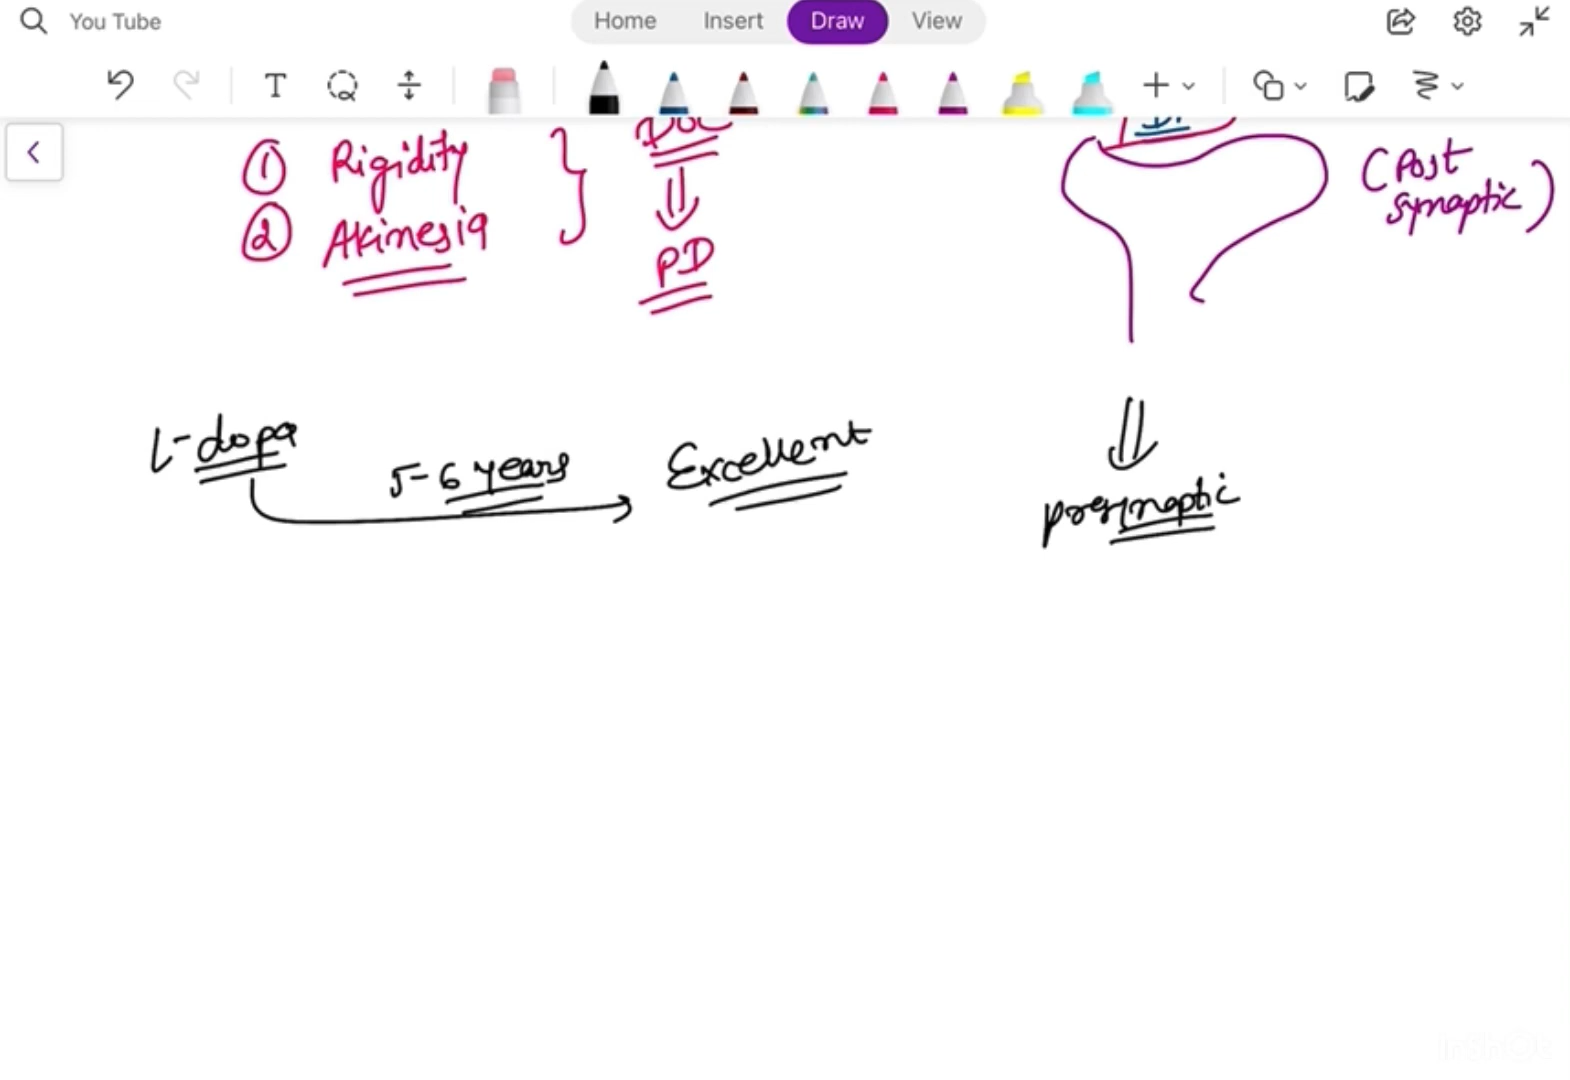 You Tube
Home Insert Draw View
T
① Rigidity
② Akinesia
DOC
PD
(Post
synaptic)
L-dopa
5-6 years
Excellent
presynaptic